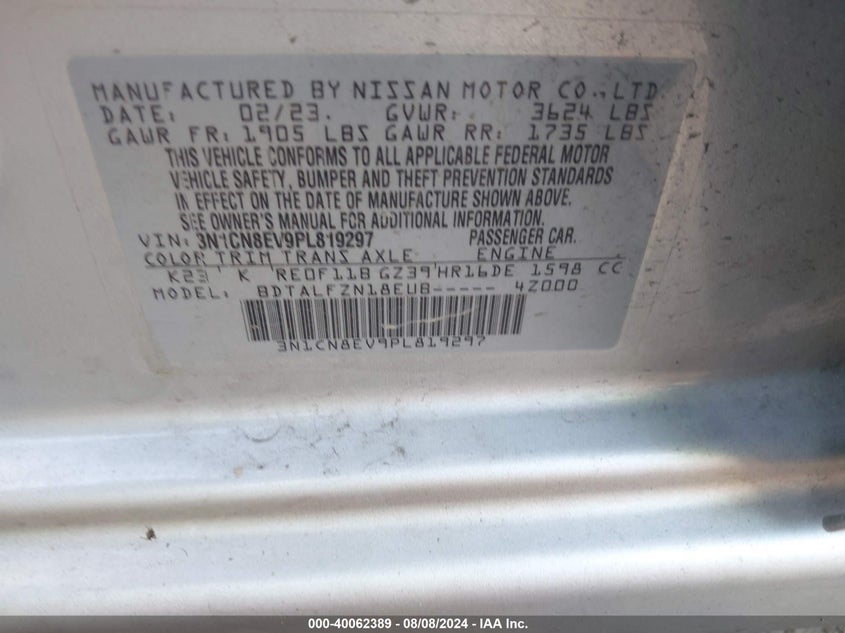 MANUFACTURED BY NISSAN MOTOR CO., LTD.
DATE: 02/23. GVWR: 3624 LBS
GAWR FR: 1905 LBS GAWR RR: 1735 LBS
THIS VEHICLE CONFORMS TO ALL APPLICABLE FEDERAL MOTOR
VEHICLE SAFETY, BUMPER AND THEFT PREVENTION STANDARDS
IN EFFECT ON THE DATE OF MANUFACTURE SHOWN ABOVE.
SEE OWNER'S MANUAL FOR ADDITIONAL INFORMATION.
VIN: 3N1CN8EV9PL819297 PASSENGER CAR.
COLOR TRIM TRANS AXLE ENGINE
K23 K RE0F11B GZ39 HR16DE 1598 CC
MODEL: BDTALFZN18EUB----- 4Z000
3N1CN8EV9PL819297
000-40062389 - 08/08/2024 - IAA Inc.